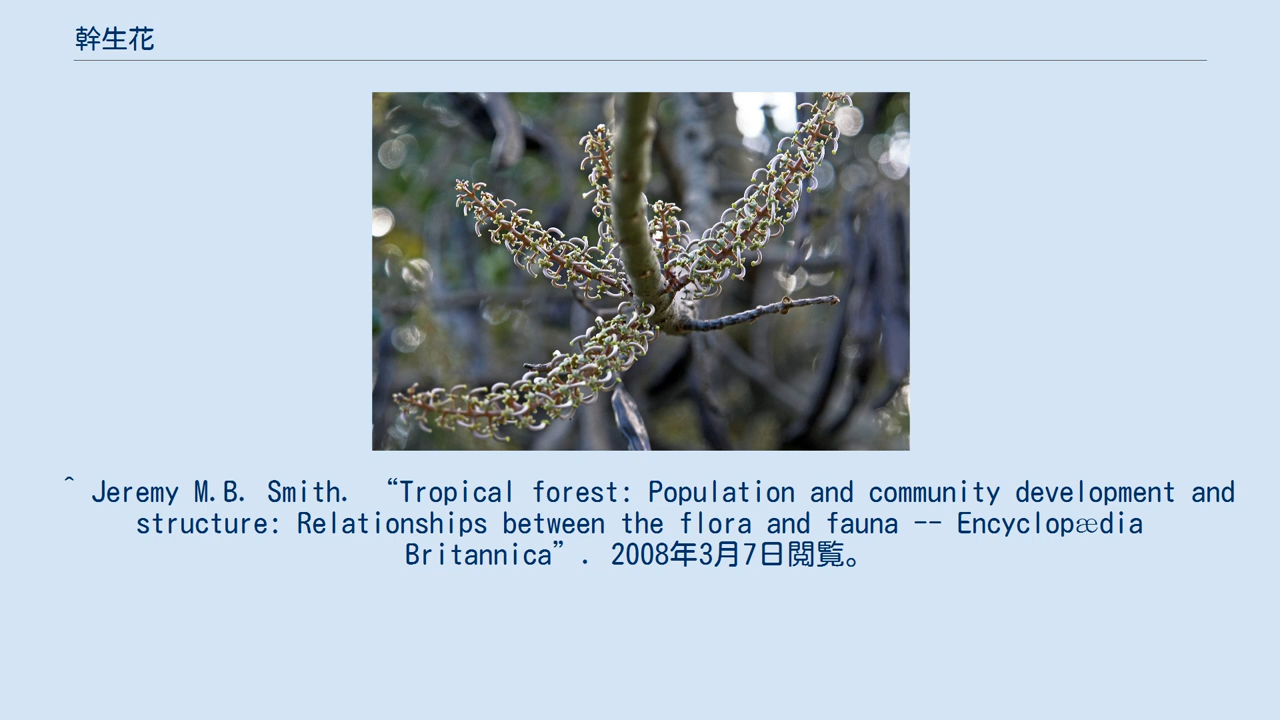 幹生花
^ Jeremy M.B. Smith. “Tropical forest: Population and community development and
structure: Relationships between the flora and fauna -- Encyclopædia
Britannica”. 2008年3月7日閲覧。